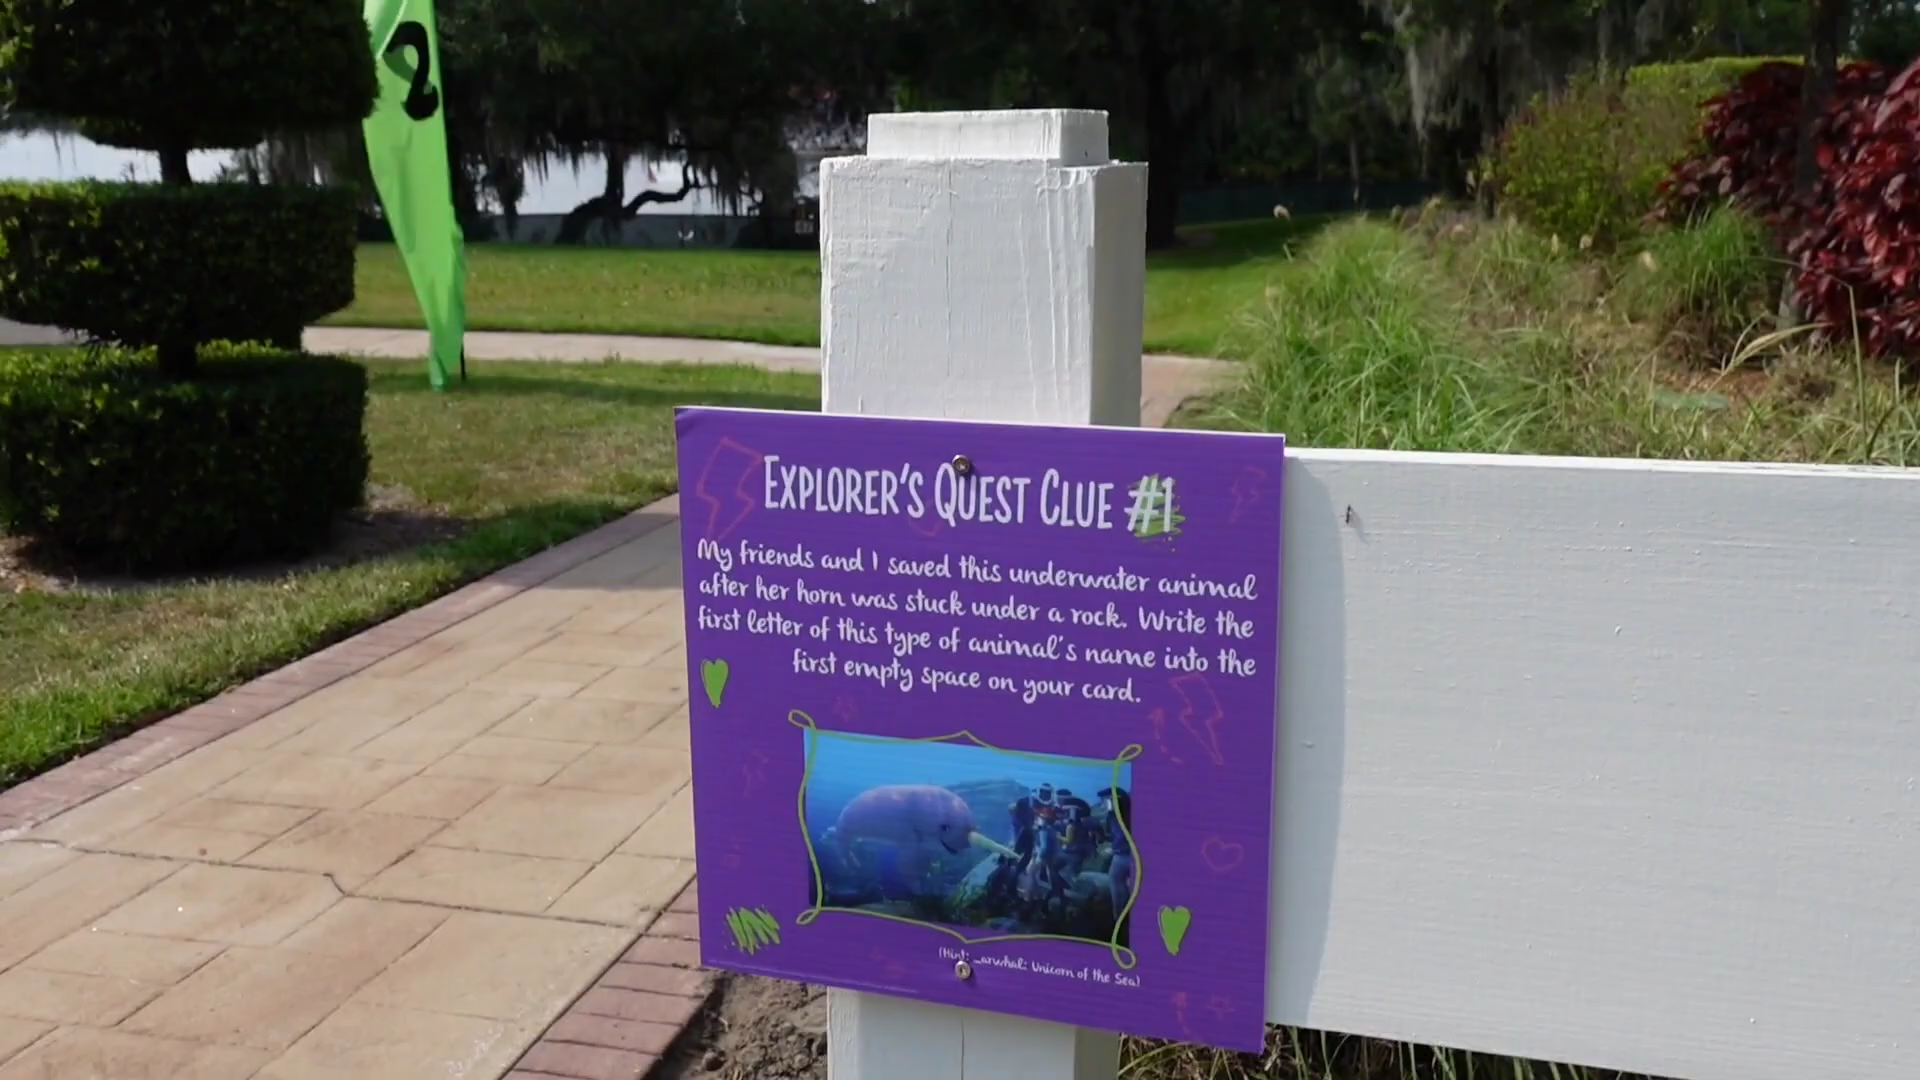 2
EXPLORER'S QUEST CLUE #1
My friends and I saved this underwater animal
after her horn was stuck under a rock. Write the
first letter of this type of animal's name into the
first empty space on your card.
(Hint: _arwhal: Unicorn of the Sea)